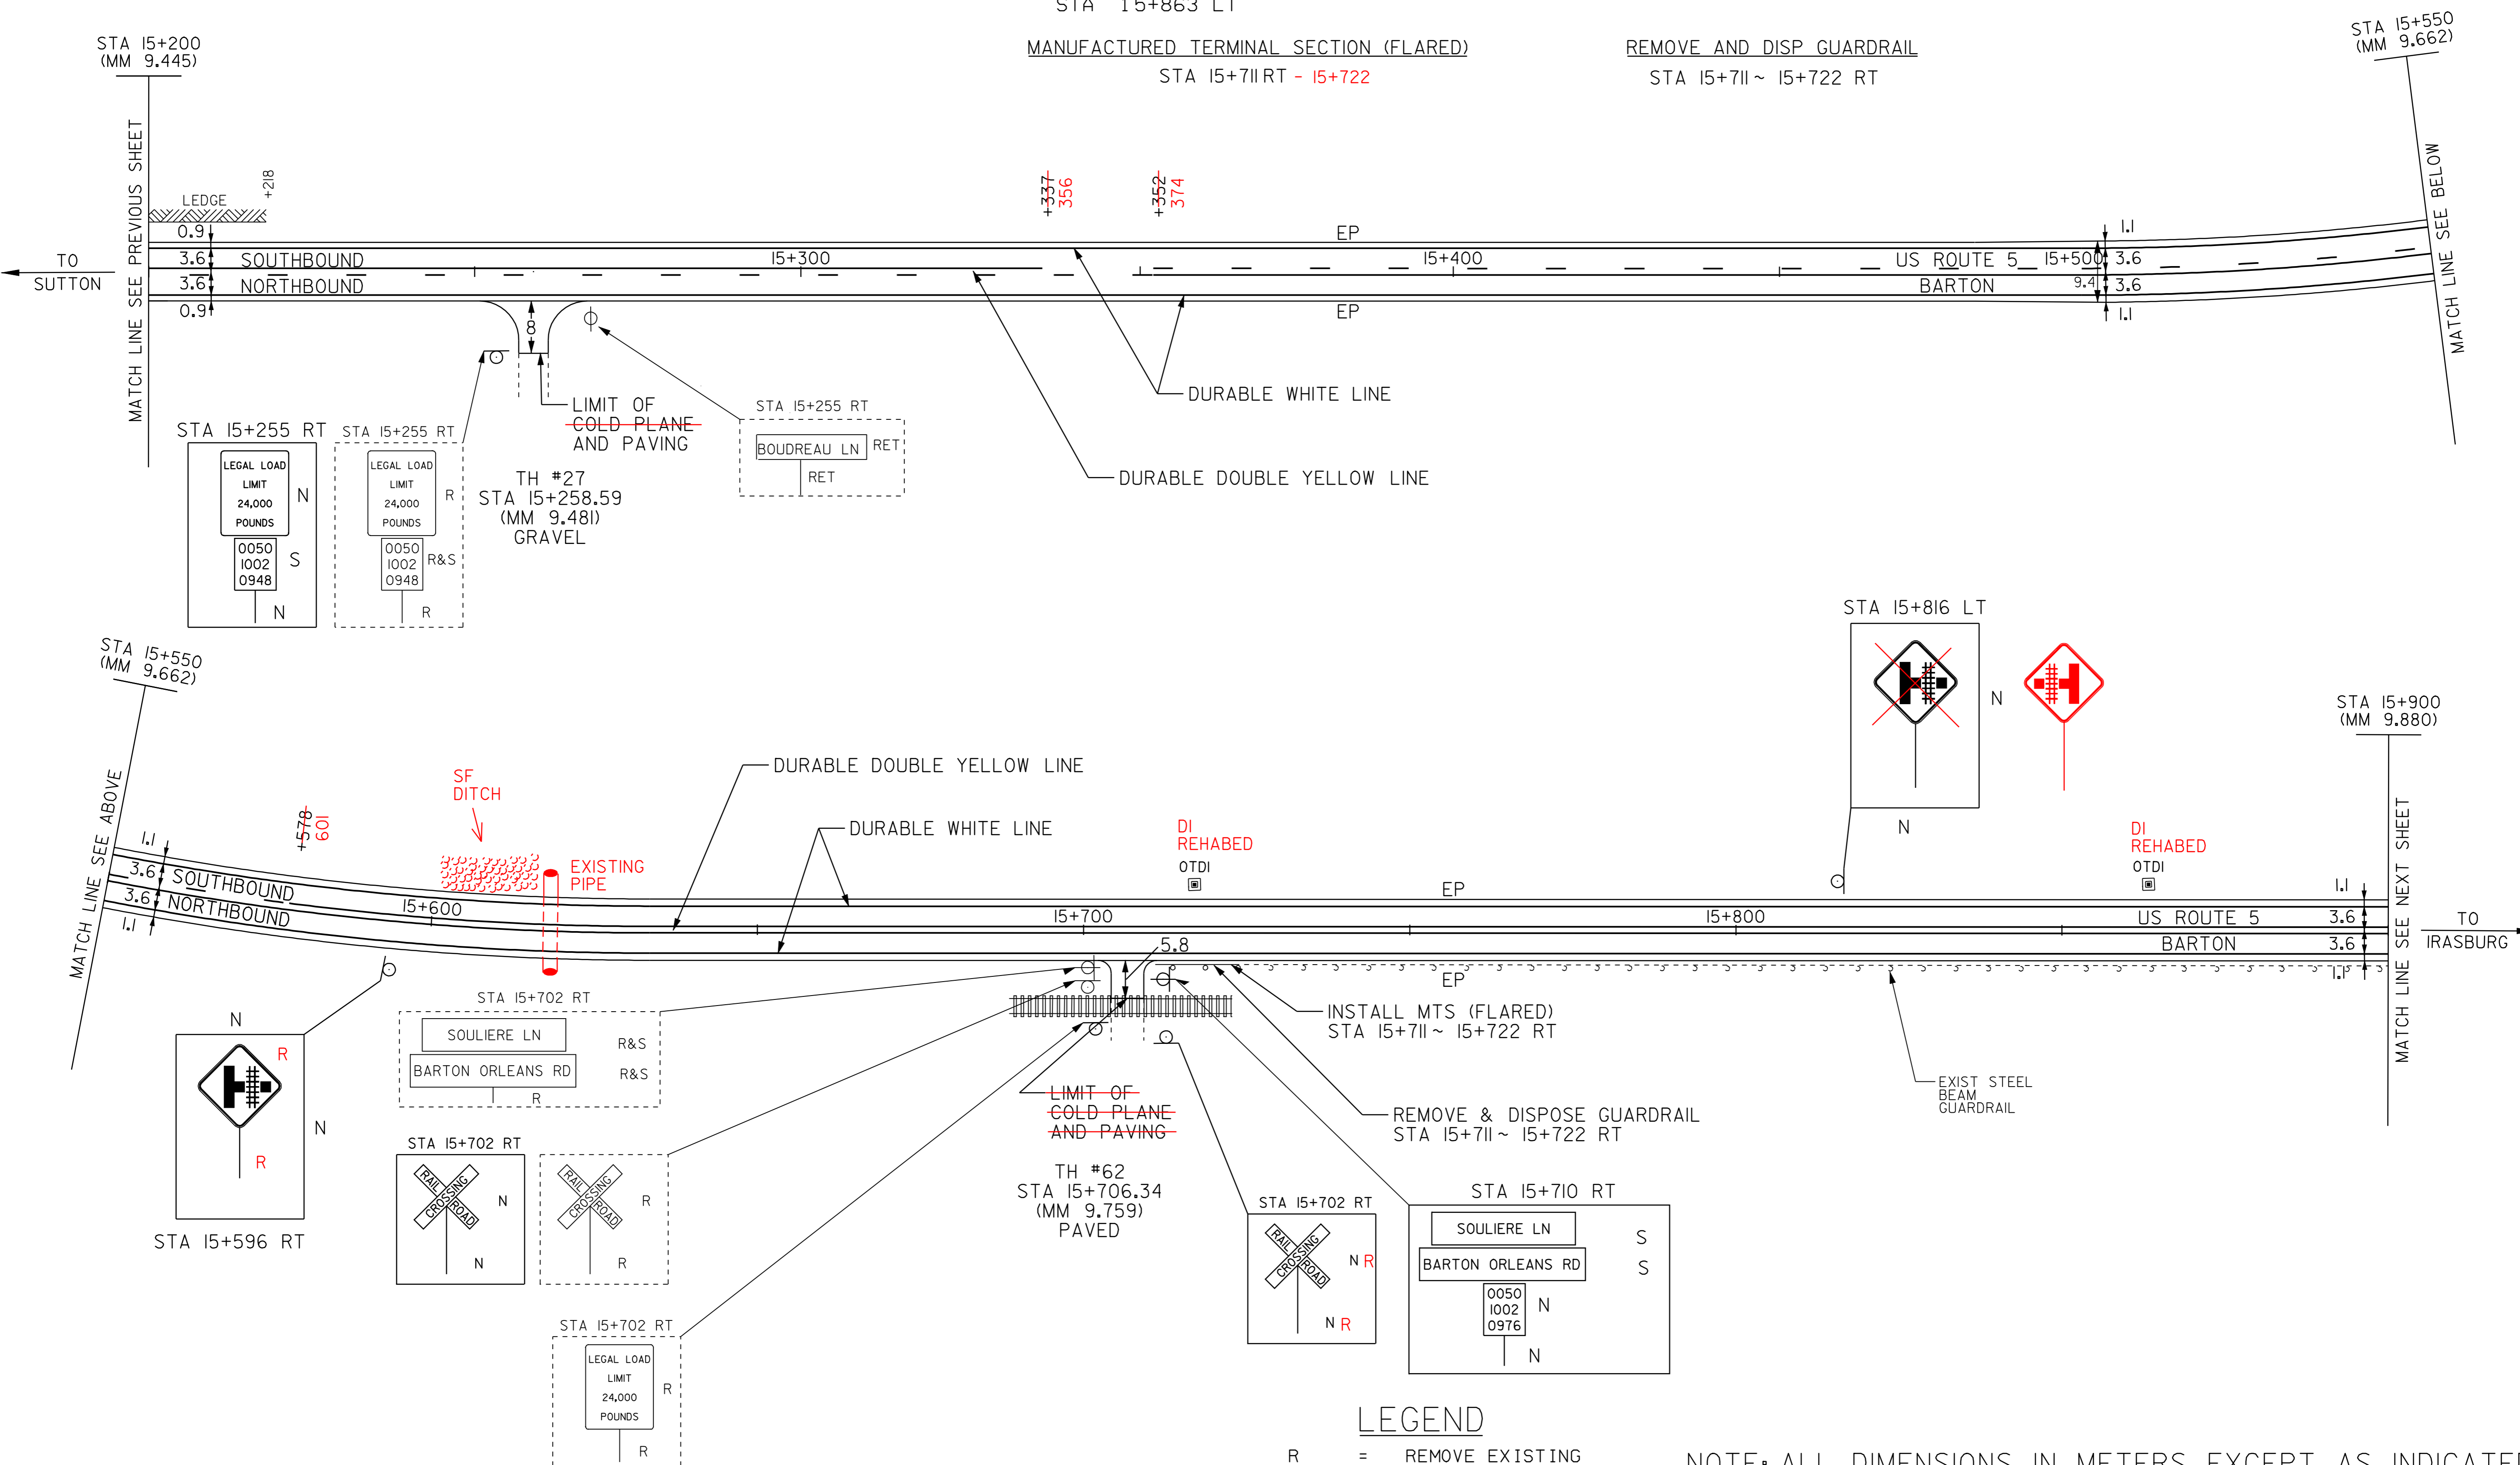 STA 15+863 LT
MANUFACTURED TERMINAL SECTION (FLARED)
STA 15+711 RT - 15+722
REMOVE AND DISP GUARDRAIL
STA 15+711 ~ 15+722 RT
STA 15+200
(MM 9.445)
STA 15+550
(MM 9.662)
MATCH LINE SEE PREVIOUS SHEET
MATCH LINE SEE BELOW
TO
SUTTON
LEDGE
+218
+337
356
+352
374
0.9
3.6
3.6
0.9
SOUTHBOUND
NORTHBOUND
15+300
EP
15+400
EP
US ROUTE 5
BARTON
15+500
9.4
1.1
3.6
3.6
1.1
8
LIMIT OF
COLD PLANE
AND PAVING
DURABLE WHITE LINE
DURABLE DOUBLE YELLOW LINE
STA 15+255 RT
LEGAL LOAD
LIMIT
24,000
POUNDS
N
0050
1002
0948
S
N
STA 15+255 RT
LEGAL LOAD
LIMIT
24,000
POUNDS
R
0050
1002
0948
R&S
R
TH #27
STA 15+258.59
(MM 9.481)
GRAVEL
STA 15+255 RT
BOUDREAU LN
RET
RET
STA 15+816 LT
N
N
STA 15+550
(MM 9.662)
STA 15+900
(MM 9.880)
MATCH LINE SEE ABOVE
MATCH LINE SEE NEXT SHEET
+578
601
SF
DITCH
EXISTING
PIPE
DURABLE DOUBLE YELLOW LINE
DURABLE WHITE LINE
DI
REHABED
OTDI
DI
REHABED
OTDI
1.1
3.6
3.6
1.1
SOUTHBOUND
NORTHBOUND
15+600
15+700
EP
15+800
EP
US ROUTE 5
BARTON
1.1
3.6
3.6
1.1
TO
IRASBURG
5.8
INSTALL MTS (FLARED)
STA 15+711 ~ 15+722 RT
REMOVE & DISPOSE GUARDRAIL
STA 15+711 ~ 15+722 RT
EXIST STEEL
BEAM
GUARDRAIL
N
R
N
R
STA 15+596 RT
STA 15+702 RT
SOULIERE LN
R&S
BARTON ORLEANS RD
R&S
R
STA 15+702 RT
RAIL ROAD
CROSSING
N
N
RAIL ROAD
CROSSING
R
R
LIMIT OF
COLD PLANE
AND PAVING
TH #62
STA 15+706.34
(MM 9.759)
PAVED
STA 15+702 RT
RAIL ROAD
CROSSING
N R
N R
STA 15+710 RT
SOULIERE LN
S
BARTON ORLEANS RD
S
0050
1002
0976
N
N
STA 15+702 RT
LEGAL LOAD
LIMIT
24,000
POUNDS
R
R
LEGEND
R = REMOVE EXISTING
NOTE: ALL DIMENSIONS IN METERS EXCEPT AS INDICATED